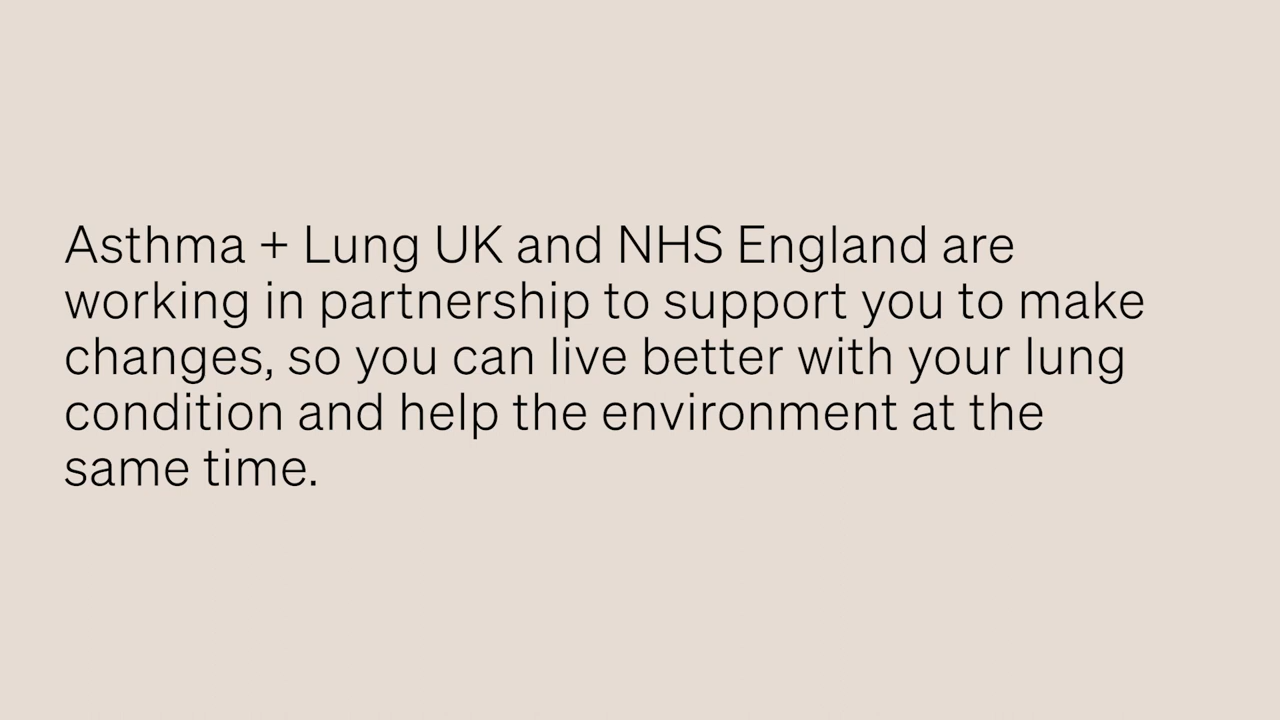 Asthma + Lung UK and NHS England are
working in partnership to support you to make
changes, so you can live better with your lung
condition and help the environment at the
same time.